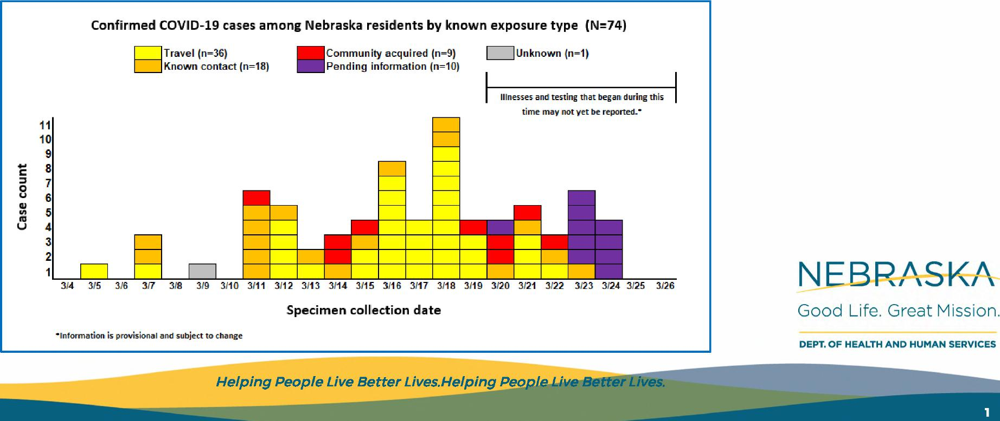 Confirmed COVID-19 cases among Nebraska residents by known exposure type (N=74)
Travel (n=36)
Community acquired (n=9)
Unknown (n=1)
Known contact (n=18)
Pending information (n=10)
Illnesses and testing that began during this
time may not yet be reported.*
Case count
11
10
9
8
7
6
5
4
3
2
1
3/4 3/5 3/6 3/7 3/8 3/9 3/10 3/11 3/12 3/13 3/14 3/15 3/16 3/17 3/18 3/19 3/20 3/21 3/22 3/23 3/24 3/25 3/26
Specimen collection date
*Information is provisional and subject to change
NEBRASKA
Good Life. Great Mission.
DEPT. OF HEALTH AND HUMAN SERVICES
Helping People Live Better Lives.Helping People Live Better Lives.
1